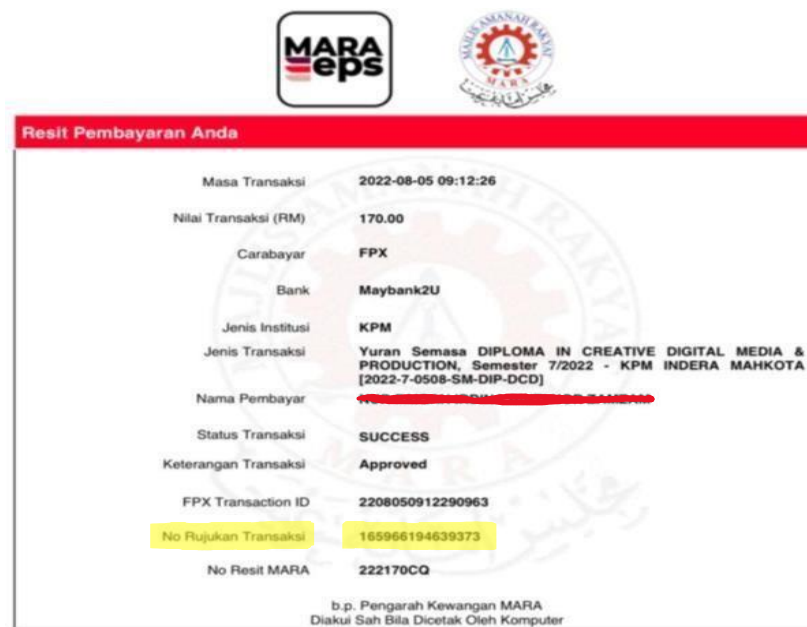 MARA
eps
MAJLIS AMANAH RAKYAT
MARA
Resit Pembayaran Anda
Masa Transaksi 2022-08-05 09:12:26
Nilai Transaksi (RM) 170.00
Carabayar FPX
Bank Maybank2U
Jenis Institusi KPM
Jenis Transaksi Yuran Semasa DIPLOMA IN CREATIVE DIGITAL MEDIA &
PRODUCTION, Semester 7/2022 - KPM INDERA MAHKOTA
[2022-7-0508-SM-DIP-DCD]
Nama Pembayar
Status Transaksi SUCCESS
Keterangan Transaksi Approved
FPX Transaction ID 2208050912290963
No Rujukan Transaksi 165966194639373
No Resit MARA 222170CQ
b.p. Pengarah Kewangan MARA
Diakui Sah Bila Dicetak Oleh Komputer